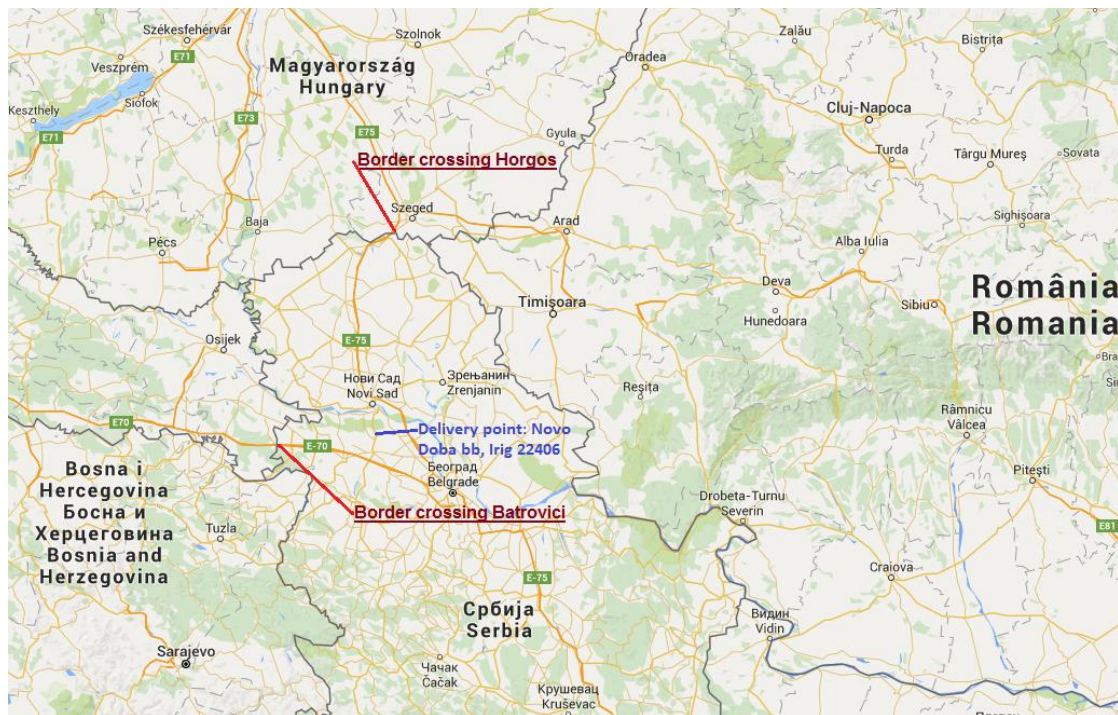 Székesfehérvár
Szolnok
Zalău
Bistrița
E71
Veszprém
Oradea
Magyarország
Hungary
Siofok
Keszthely
Cluj-Napoca
E73
E75
E71
Gyula
Turda
Târgu Mureș
Sovata
Border crossing Horgos
Szeged
Baja
Arad
Sighișoara
Pécs
Alba Iulia
Deva
România
Romania
Timișoara
Sibiu
Hunedoara
Osijek
E-75
Нови Сад
Novi Sad
Зрењанин
Zrenjanin
Reșița
Râmnicu
Vâlcea
E70
Delivery point: Novo
Doba bb, Irig 22406
E-70
Bosna i
Hercegovina
Босна и
Херцеговина
Bosnia and
Herzegovina
Београд
Belgrade
Pitești
Drobeta-Turnu
Severin
Border crossing Batrovici
Tuzla
E81
Craiova
E-75
Србија
Serbia
Видин
Vidin
Sarajevo
Чачак
Čačak
Крушевац
Kruševac